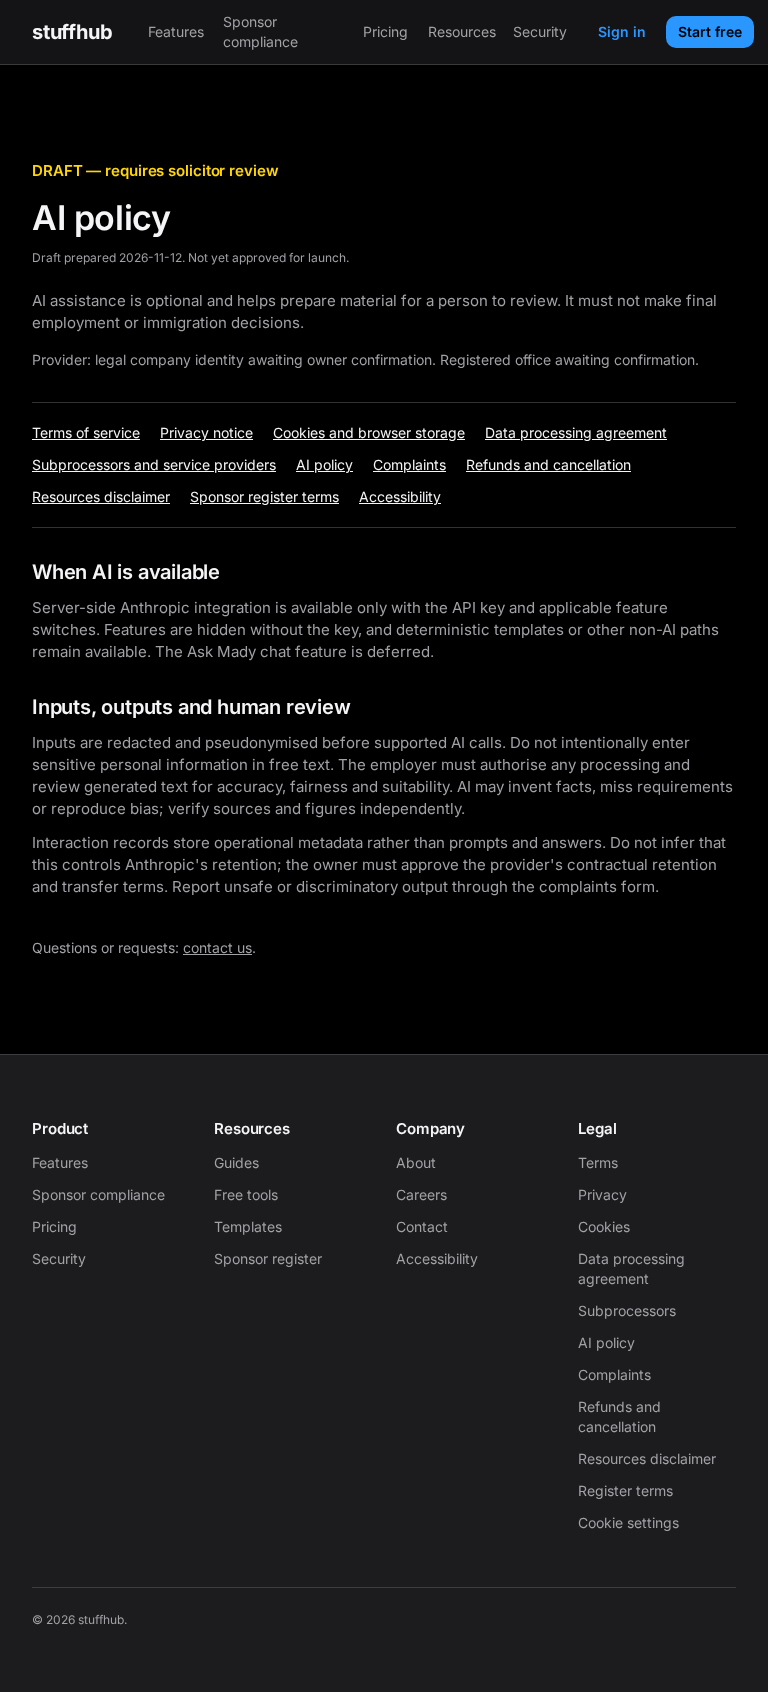 stuffhub
Features
Sponsor
compliance
Pricing
Resources
Security
Sign in
Start free
DRAFT — requires solicitor review
AI policy
Draft prepared 2026-11-12. Not yet approved for launch.
AI assistance is optional and helps prepare material for a person to review. It must not make final
employment or immigration decisions.
Provider: legal company identity awaiting owner confirmation. Registered office awaiting confirmation.
Terms of service Privacy notice Cookies and browser storage Data processing agreement
Subprocessors and service providers AI policy Complaints Refunds and cancellation
Resources disclaimer Sponsor register terms Accessibility
When AI is available
Server-side Anthropic integration is available only with the API key and applicable feature
switches. Features are hidden without the key, and deterministic templates or other non-AI paths
remain available. The Ask Mady chat feature is deferred.
Inputs, outputs and human review
Inputs are redacted and pseudonymised before supported AI calls. Do not intentionally enter
sensitive personal information in free text. The employer must authorise any processing and
review generated text for accuracy, fairness and suitability. AI may invent facts, miss requirements
or reproduce bias; verify sources and figures independently.
Interaction records store operational metadata rather than prompts and answers. Do not infer that
this controls Anthropic's retention; the owner must approve the provider's contractual retention
and transfer terms. Report unsafe or discriminatory output through the complaints form.
Questions or requests: contact us.
Product
Features
Sponsor compliance
Pricing
Security
Resources
Guides
Free tools
Templates
Sponsor register
Company
About
Careers
Contact
Accessibility
Legal
Terms
Privacy
Cookies
Data processing
agreement
Subprocessors
AI policy
Complaints
Refunds and
cancellation
Resources disclaimer
Register terms
Cookie settings
© 2026 stuffhub.